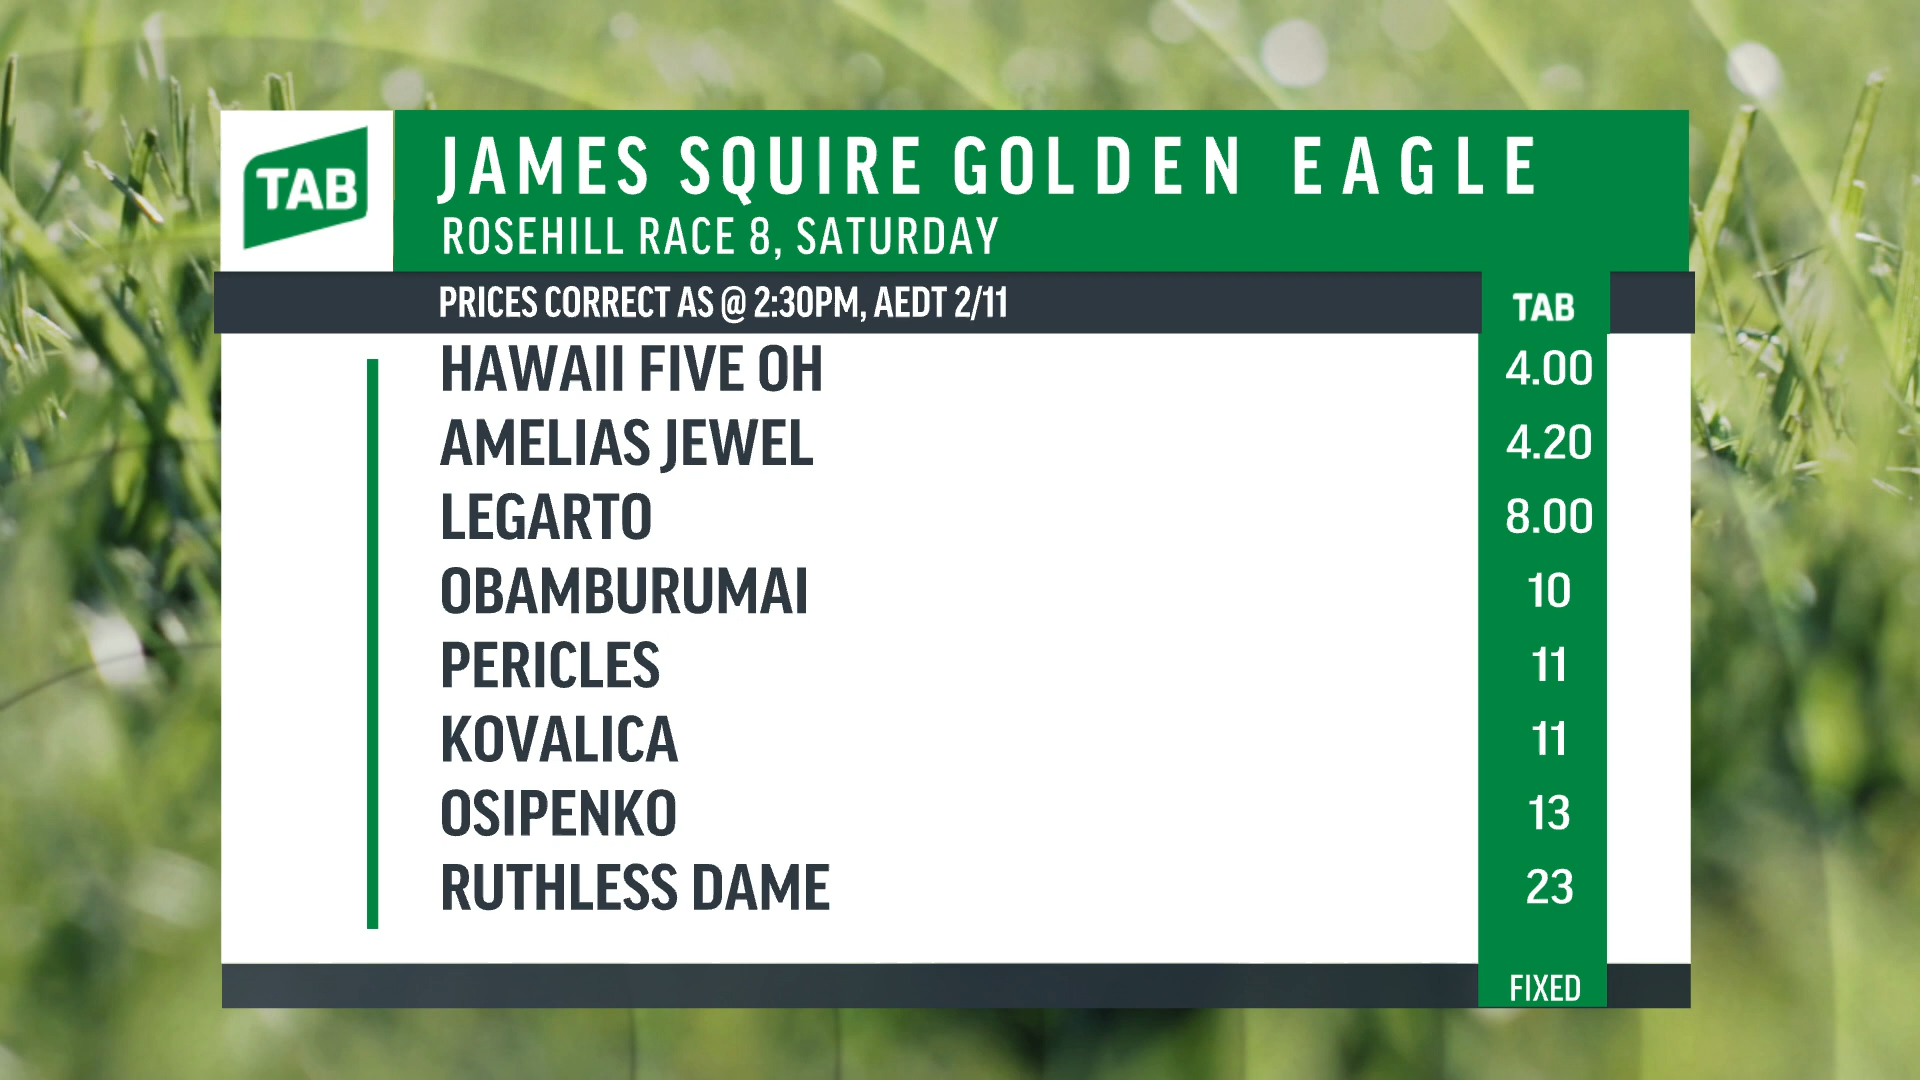 TAB
JAMES SQUIRE GOLDEN EAGLE
ROSEHILL RACE 8, SATURDAY
PRICES CORRECT AS @ 2:30PM, AEDT 2/11 TAB
HAWAII FIVE OH 4.00
AMELIAS JEWEL 4.20
LEGARTO 8.00
OBAMBURUMAI 10
PERICLES 11
KOVALICA 11
OSIPENKO 13
RUTHLESS DAME 23
FIXED